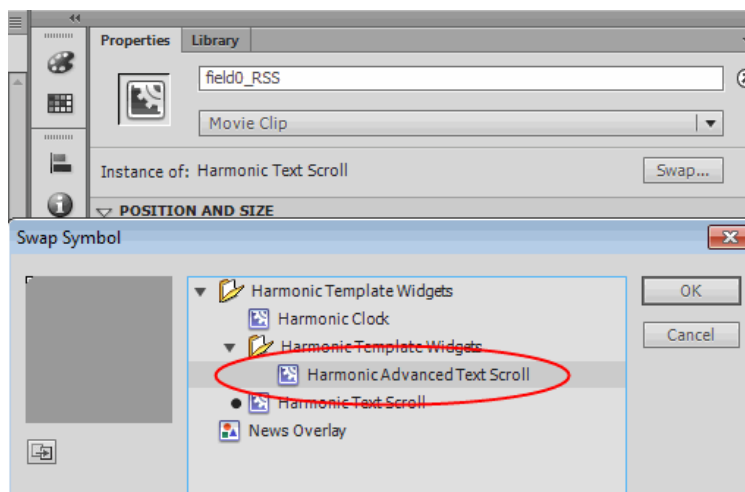 Properties Library
field0_RSS
Movie Clip
Instance of: Harmonic Text Scroll Swap...
POSITION AND SIZE
Swap Symbol
Harmonic Template Widgets
OK
Harmonic Clock
Harmonic Template Widgets
Cancel
Harmonic Advanced Text Scroll
Harmonic Text Scroll
News Overlay